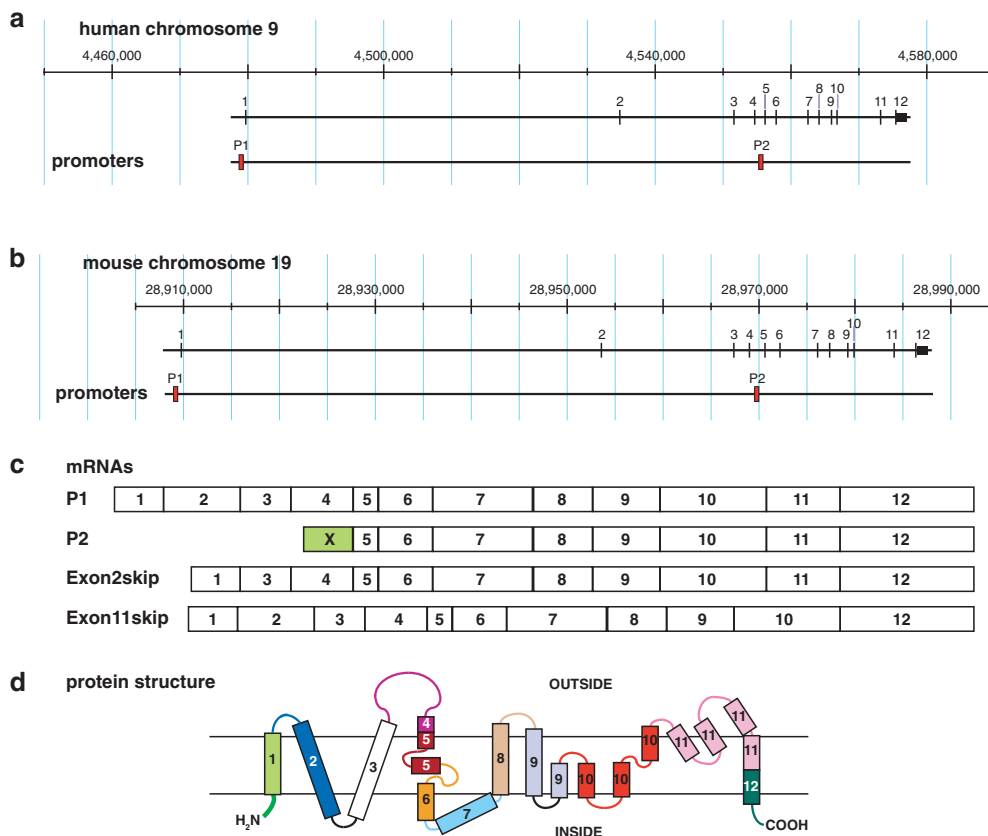 a
human chromosome 9
4,460,000 4,500,000 4,540,000 4,580,000
5 8 10
1 2 3 4 6 7 9 11 12
P1 P2
promoters
b
mouse chromosome 19
28,910,000 28,930,000 28,950,000 28,970,000 28,990,000
10
1 2 3 4 5 6 7 8 9 11 12
P1 P2
promoters
c
mRNAs
P1 1 2 3 4 5 6 7 8 9 10 11 12
P2 X 5 6 7 8 9 10 11 12
Exon2skip 1 3 4 5 6 7 8 9 10 11 12
Exon11skip 1 2 3 4 5 6 7 8 9 10 12
d
protein structure
OUTSIDE
1 2 3 4 5 5 6 7 8 9 9 10 10 10 11 11 11 11 12
H2N
INSIDE
COOH